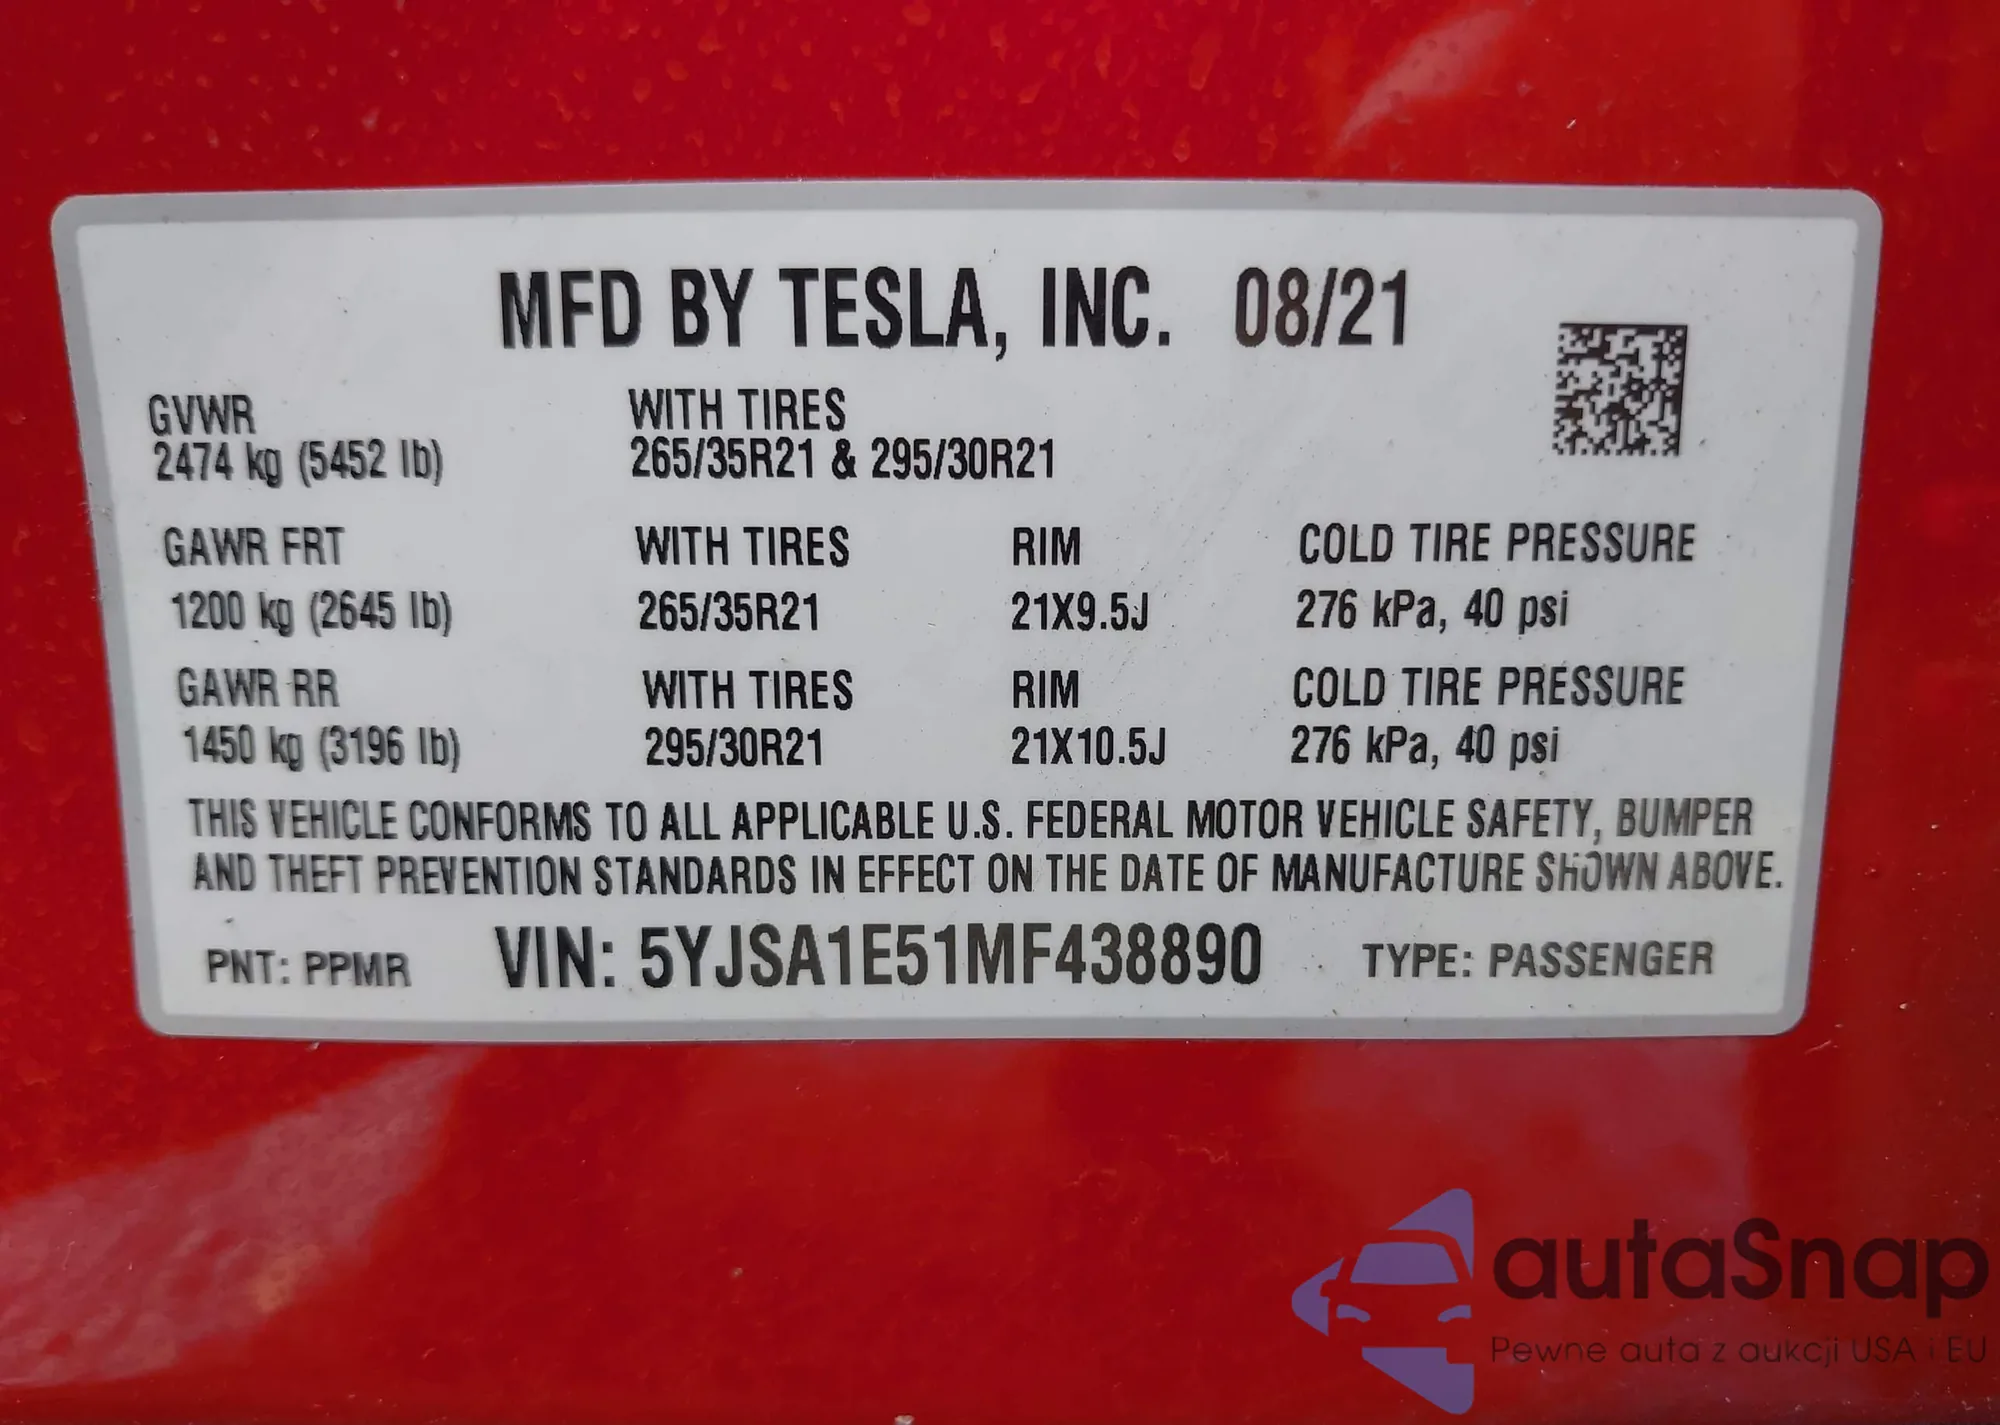 MFD BY TESLA, INC. 08/21
GVWR WITH TIRES
2474 kg (5452 lb) 265/35R21 & 295/30R21
GAWR FRT WITH TIRES RIM COLD TIRE PRESSURE
1200 kg (2645 lb) 265/35R21 21X9.5J 276 kPa, 40 psi
GAWR RR WITH TIRES RIM COLD TIRE PRESSURE
1450 kg (3196 lb) 295/30R21 21X10.5J 276 kPa, 40 psi
THIS VEHICLE CONFORMS TO ALL APPLICABLE U.S. FEDERAL MOTOR VEHICLE SAFETY, BUMPER
AND THEFT PREVENTION STANDARDS IN EFFECT ON THE DATE OF MANUFACTURE SHOWN ABOVE.
PNT: PPMR VIN: 5YJSA1E51MF438890 TYPE: PASSENGER
autaSnap
Pewne auta z aukcji USA i EU